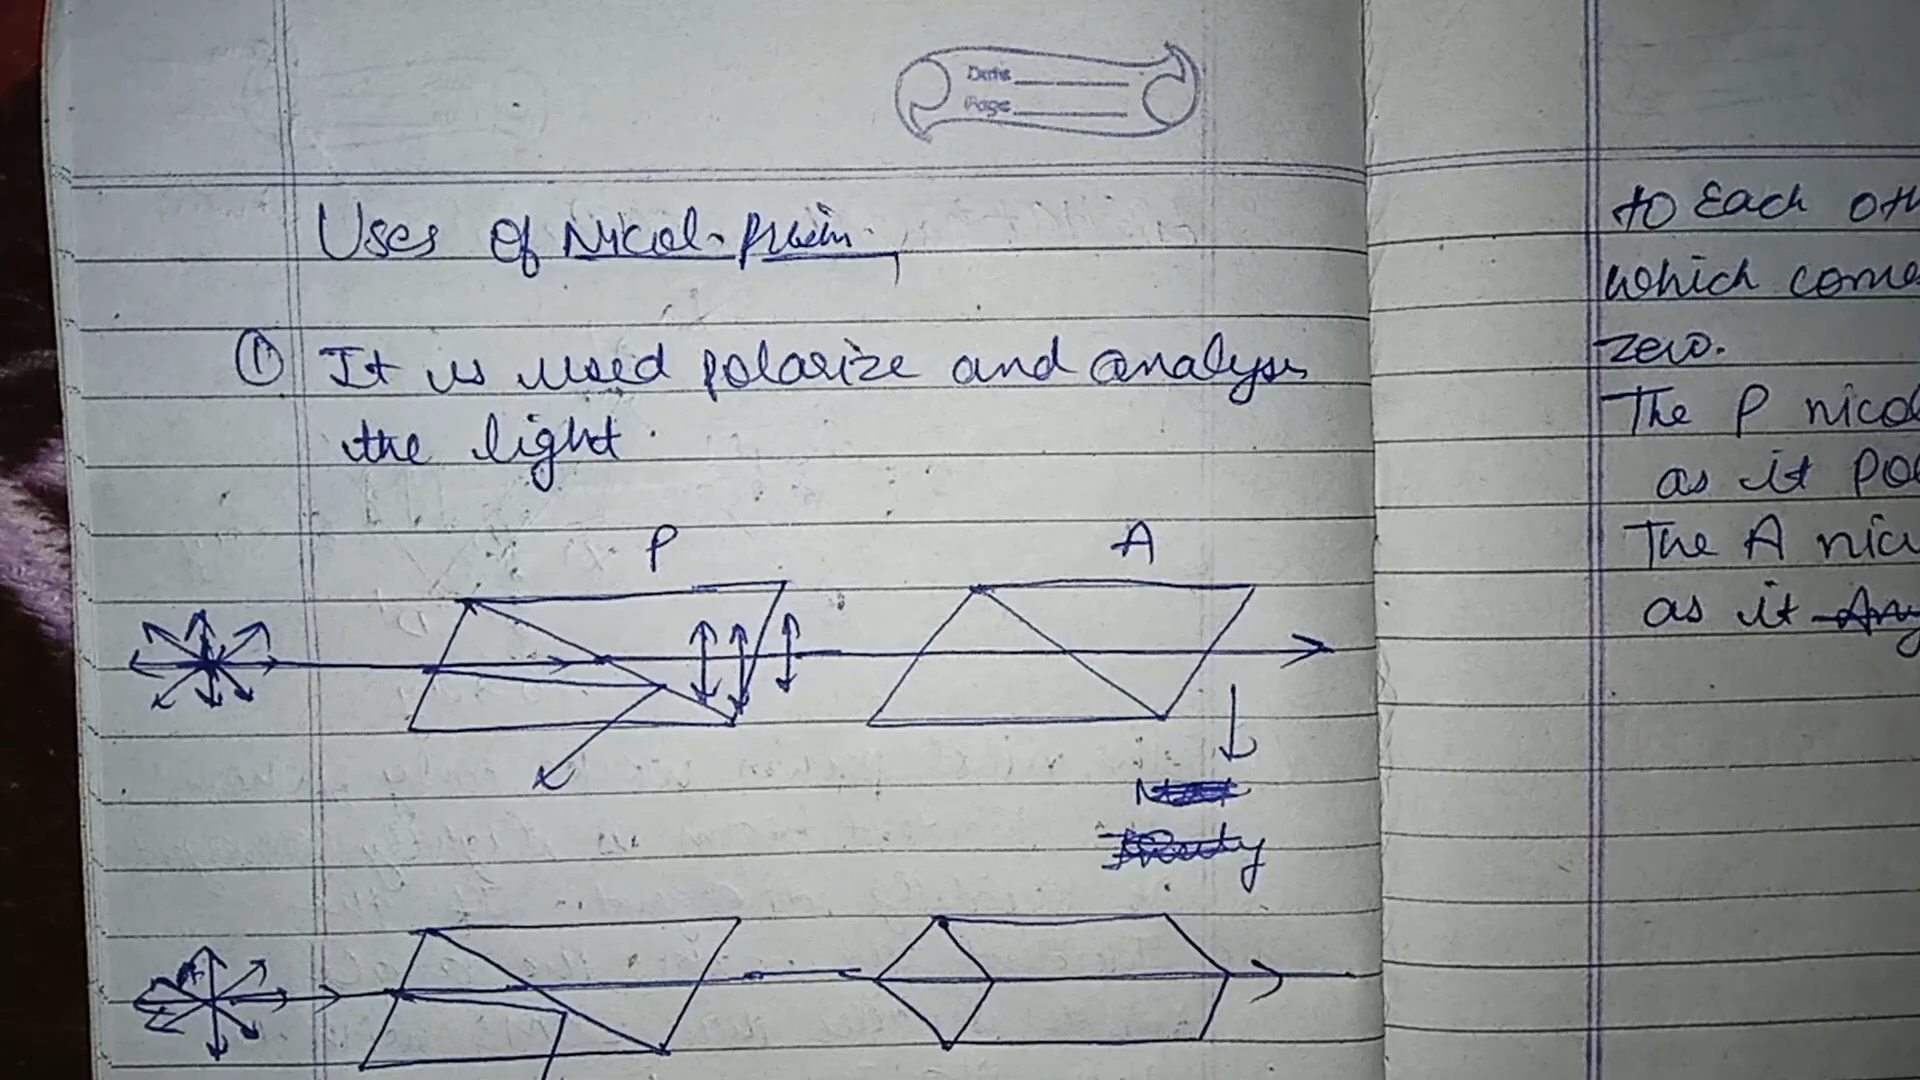 Date
Page
Uses of Nicol-prism
① It is used polarize and analyse
the light.
P
A
to Each oth
which come
zero.
The P nicol
as it Pol
The A nic
as it